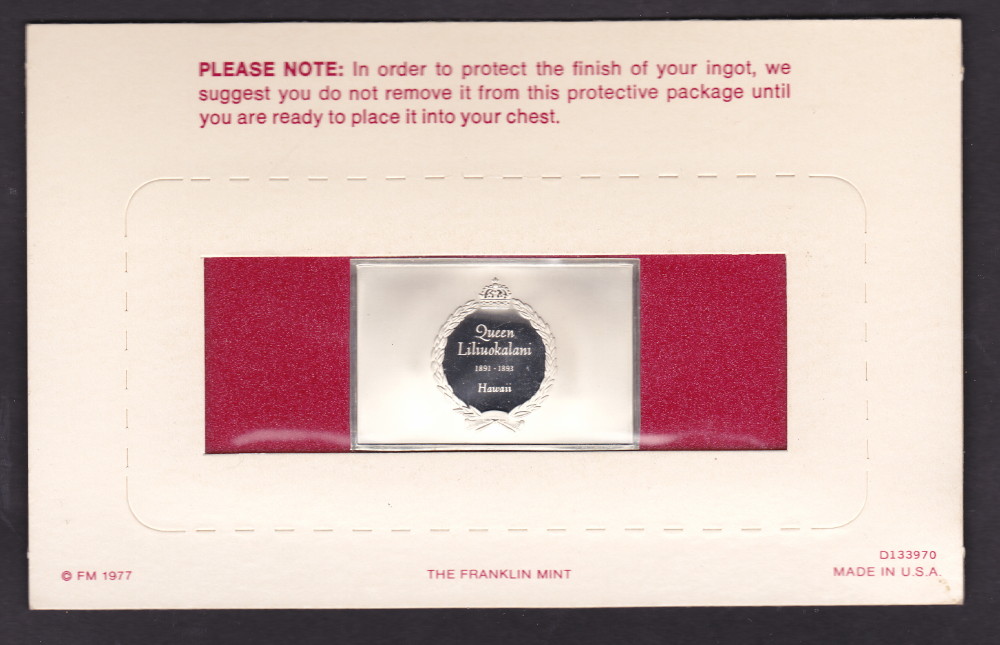 PLEASE NOTE: In order to protect the finish of your ingot, we
suggest you do not remove it from this protective package until
you are ready to place it into your chest.
Queen
Liliuokalani
1891 - 1893
Hawaii
D133970
© FM 1977 THE FRANKLIN MINT MADE IN U.S.A.